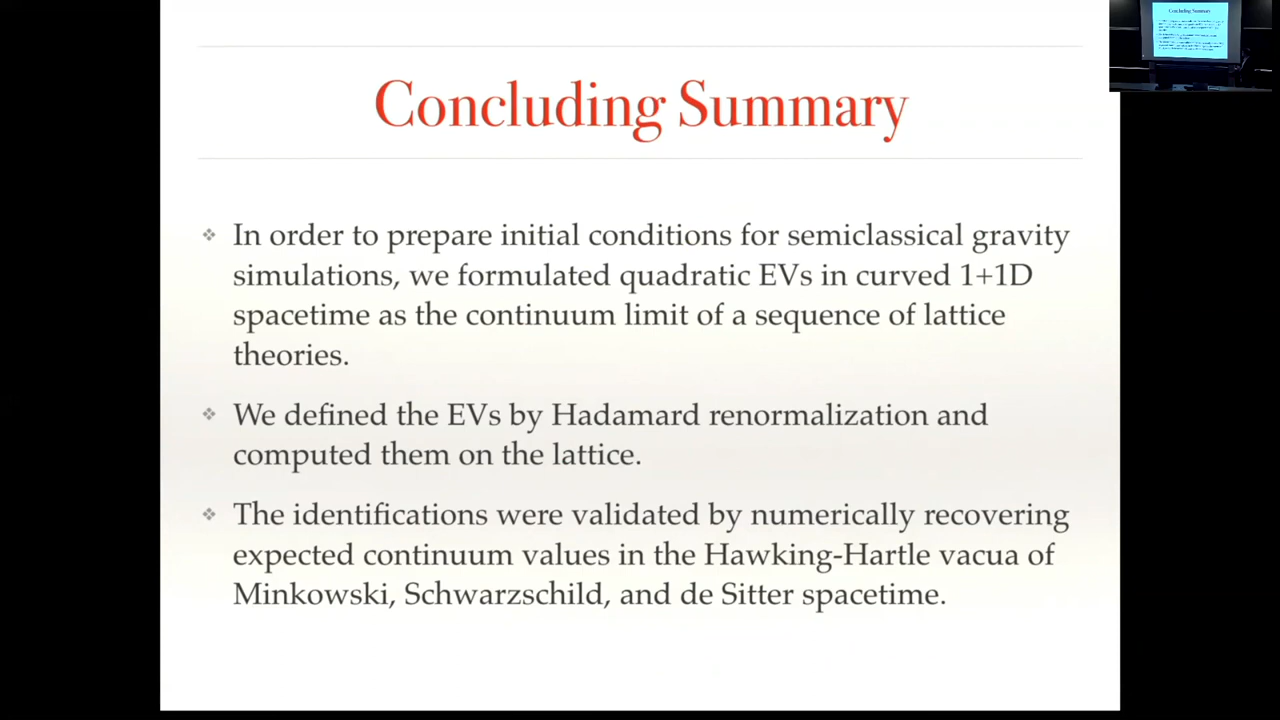 Concluding Summary
In order to prepare initial conditions for semiclassical gravity
simulations, we formulated quadratic EVs in curved 1+1D
spacetime as the continuum limit of a sequence of lattice
theories.
We defined the EVs by Hadamard renormalization and
computed them on the lattice.
The identifications were validated by numerically recovering
expected continuum values in the Hawking-Hartle vacua of
Minkowski, Schwarzschild, and de Sitter spacetime.
Concluding Summary